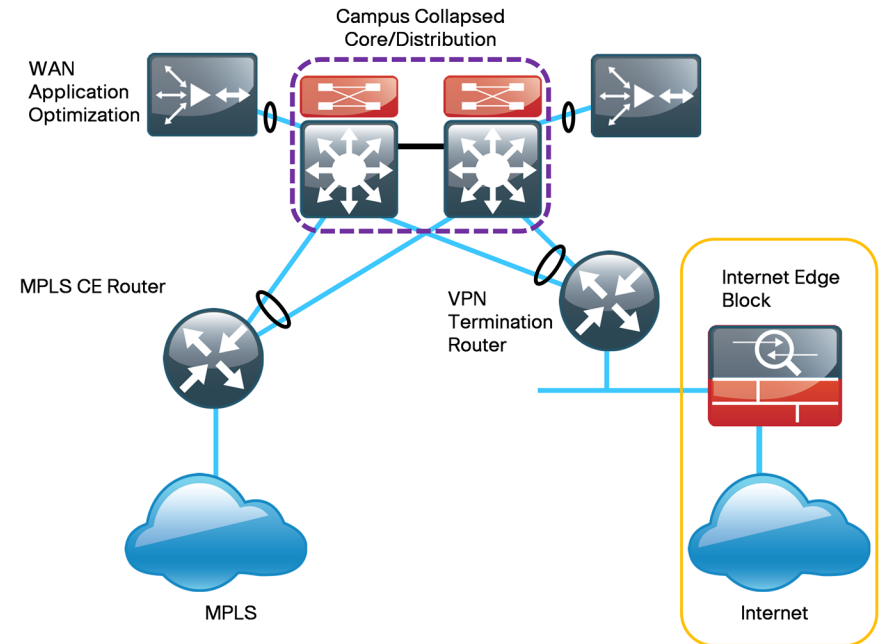 Campus Collapsed
Core/Distribution
WAN
Application
Optimization
MPLS CE Router
VPN
Termination
Router
Internet Edge
Block
MPLS
Internet